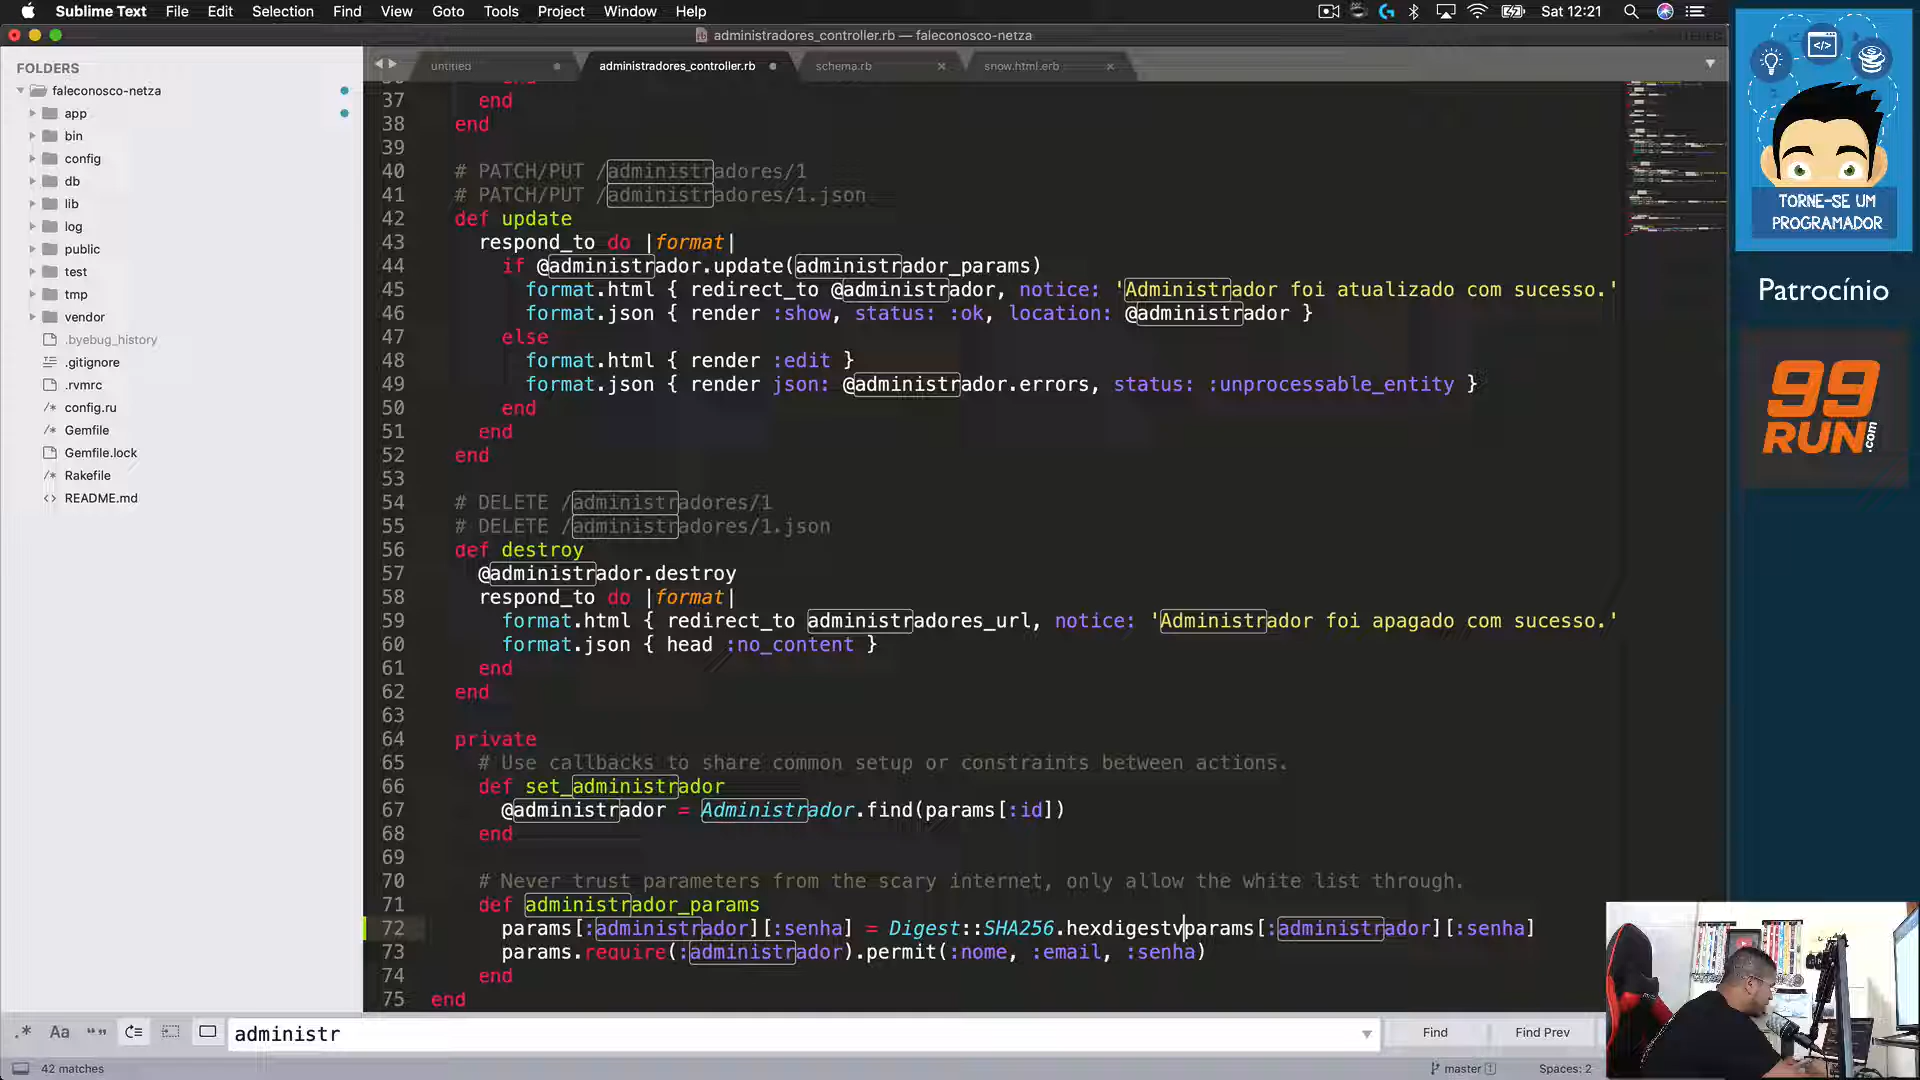 Sublime Text File Edit Selection Find View Goto Tools Project Window Help Sat 12:21
administradores_controller.rb — faleconosco-netza
FOLDERS
faleconosco-netza
app
bin
config
db
lib
log
public
test
tmp
vendor
.byebug_history
.gitignore
.rvmrc
config.ru
Gemfile
Gemfile.lock
Rakefile
README.md
untitled administradores_controller.rb schema.rb snow.html.erb
37 end
38 end
39
40 # PATCH/PUT /administradores/1
41 # PATCH/PUT /administradores/1.json
42 def update
43 respond_to do |format|
44 if @administrador.update(administrador_params)
45 format.html { redirect_to @administrador, notice: 'Administrador foi atualizado com sucesso.'
46 format.json { render :show, status: :ok, location: @administrador }
47 else
48 format.html { render :edit }
49 format.json { render json: @administrador.errors, status: :unprocessable_entity }
50 end
51 end
52 end
53
54 # DELETE /administradores/1
55 # DELETE /administradores/1.json
56 def destroy
57 @administrador.destroy
58 respond_to do |format|
59 format.html { redirect_to administradores_url, notice: 'Administrador foi apagado com sucesso.'
60 format.json { head :no_content }
61 end
62 end
63
64 private
65 # Use callbacks to share common setup or constraints between actions.
66 def set_administrador
67 @administrador = Administrador.find(params[:id])
68 end
69
70 # Never trust parameters from the scary internet, only allow the white list through.
71 def administrador_params
72 params[:administrador][:senha] = Digest::SHA256.hexdigestvparams[:administrador][:senha]
73 params.require(:administrador).permit(:nome, :email, :senha)
74 end
75 end
administr
Find Find Prev
42 matches master Spaces: 2
TORNE-SE UM
PROGRAMADOR
Patrocínio
99
RUN.com